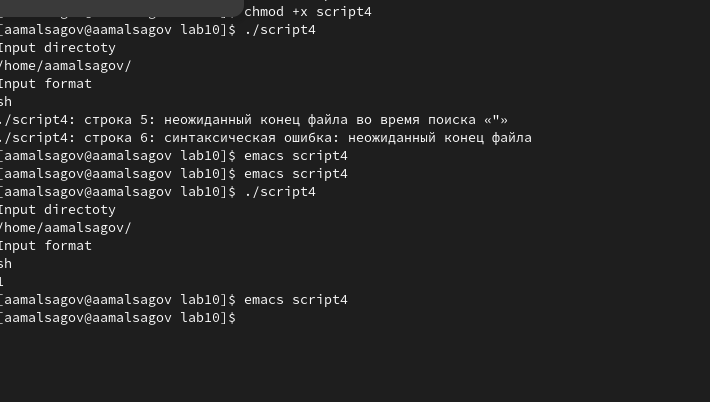 chmod +x script4
[aamalsagov@aamalsagov lab10]$ ./script4
Input directoty
/home/aamalsagov/
Input format
sh
./script4: строка 5: неожиданный конец файла во время поиска «"»
./script4: строка 6: синтаксическая ошибка: неожиданный конец файла
[aamalsagov@aamalsagov lab10]$ emacs script4
[aamalsagov@aamalsagov lab10]$ emacs script4
[aamalsagov@aamalsagov lab10]$ ./script4
Input directoty
/home/aamalsagov/
Input format
sh
1
[aamalsagov@aamalsagov lab10]$ emacs script4
[aamalsagov@aamalsagov lab10]$